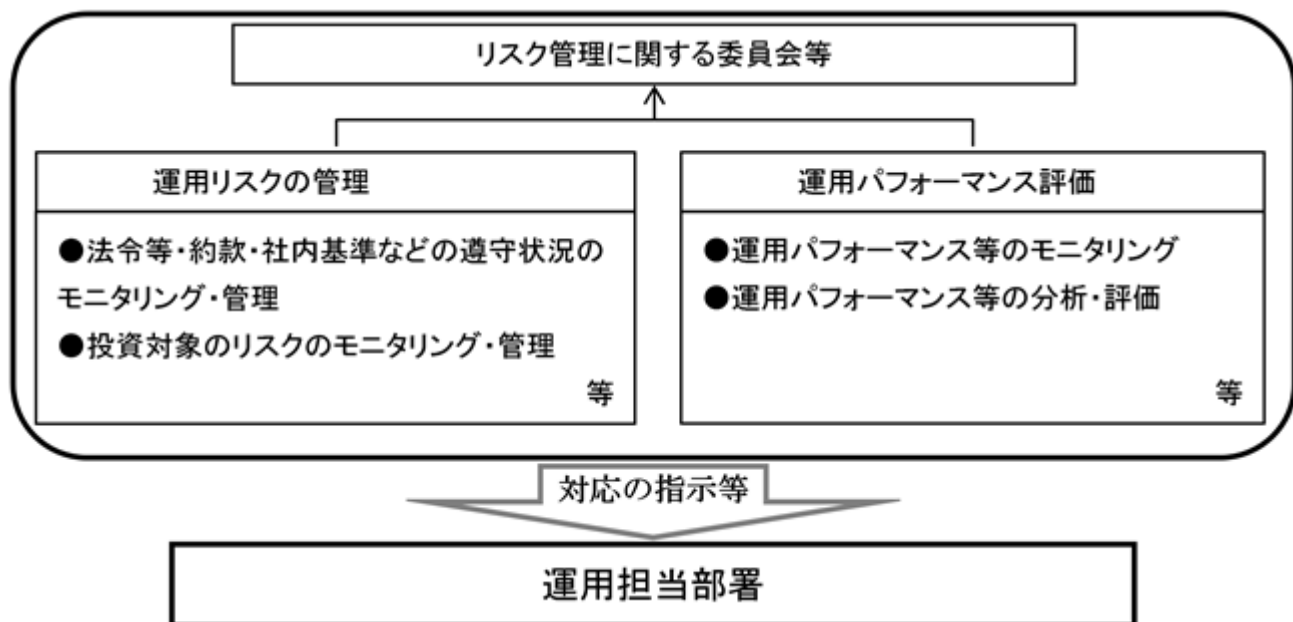 リスク管理に関する委員会等
運用リスクの管理
●法令等・約款・社内基準などの遵守状況の
モニタリング・管理
●投資対象のリスクのモニタリング・管理
等
運用パフォーマンス評価
●運用パフォーマンス等のモニタリング
●運用パフォーマンス等の分析・評価
等
対応の指示等
運用担当部署